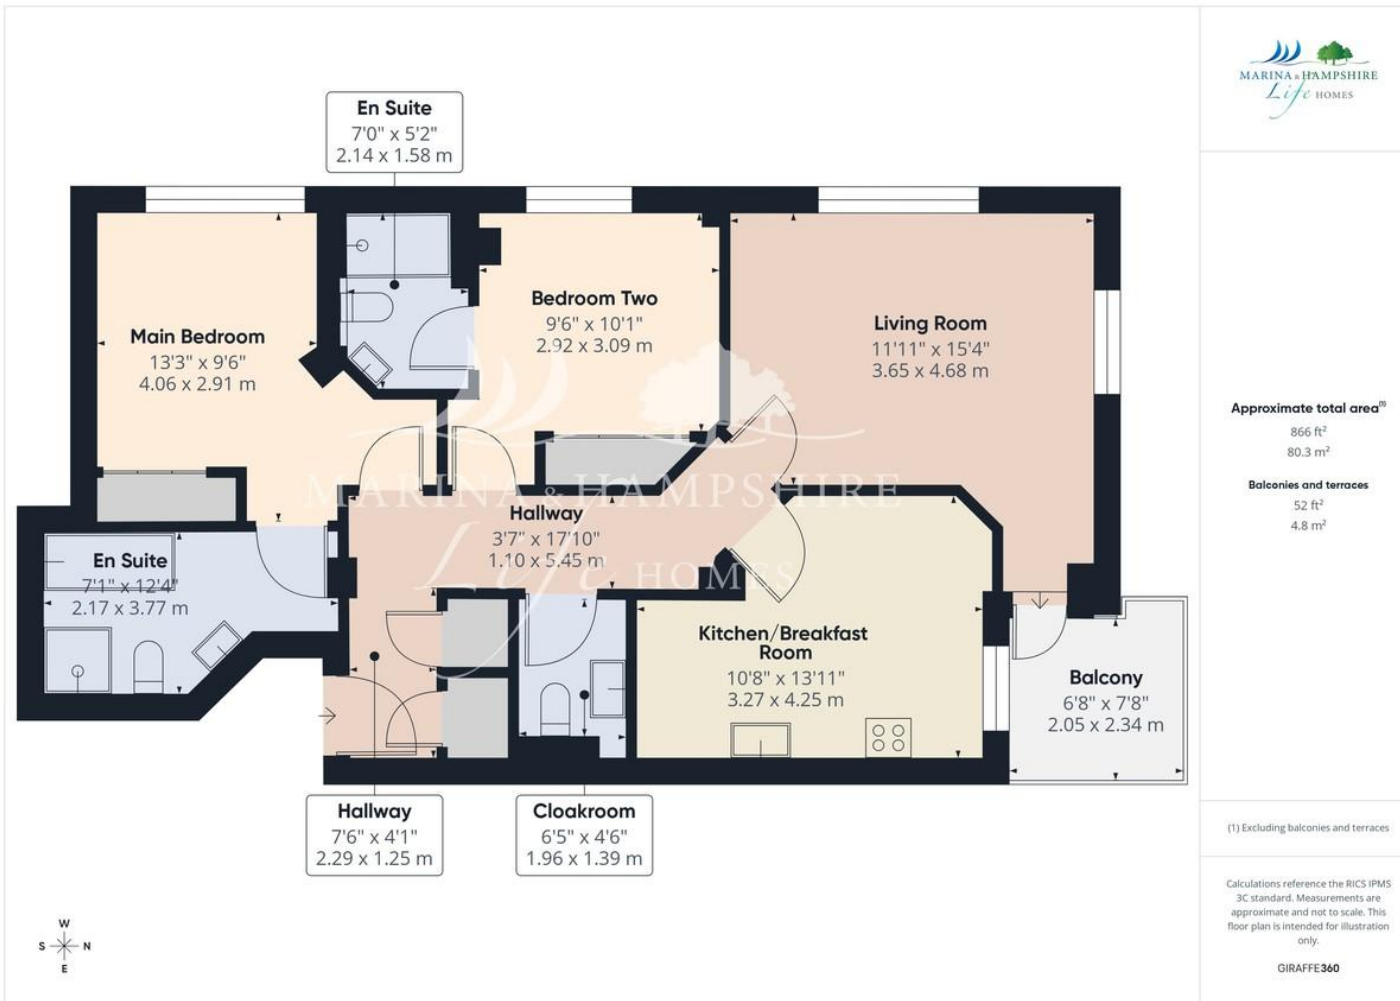 MARINA & HAMPSHIRE
Life HOMES
En Suite
7'0" x 5'2"
2.14 x 1.58 m
Main Bedroom
13'3" x 9'6"
4.06 x 2.91 m
Bedroom Two
9'6" x 10'1"
2.92 x 3.09 m
Living Room
11'11" x 15'4"
3.65 x 4.68 m
MARINA & HAMPSHIRE
Life HOMES
Hallway
3'7" x 17'10"
1.10 x 5.45 m
En Suite
7'1" x 12'4"
2.17 x 3.77 m
Kitchen/Breakfast
Room
10'8" x 13'11"
3.27 x 4.25 m
Balcony
6'8" x 7'8"
2.05 x 2.34 m
Hallway
7'6" x 4'1"
2.29 x 1.25 m
Cloakroom
6'5" x 4'6"
1.96 x 1.39 m
W
S N
E
Approximate total area(1)
866 ft²
80.3 m²
Balconies and terraces
52 ft²
4.8 m²
(1) Excluding balconies and terraces
Calculations reference the RICS IPMS
3C standard. Measurements are
approximate and not to scale. This
floor plan is intended for illustration
only.
GIRAFFE360